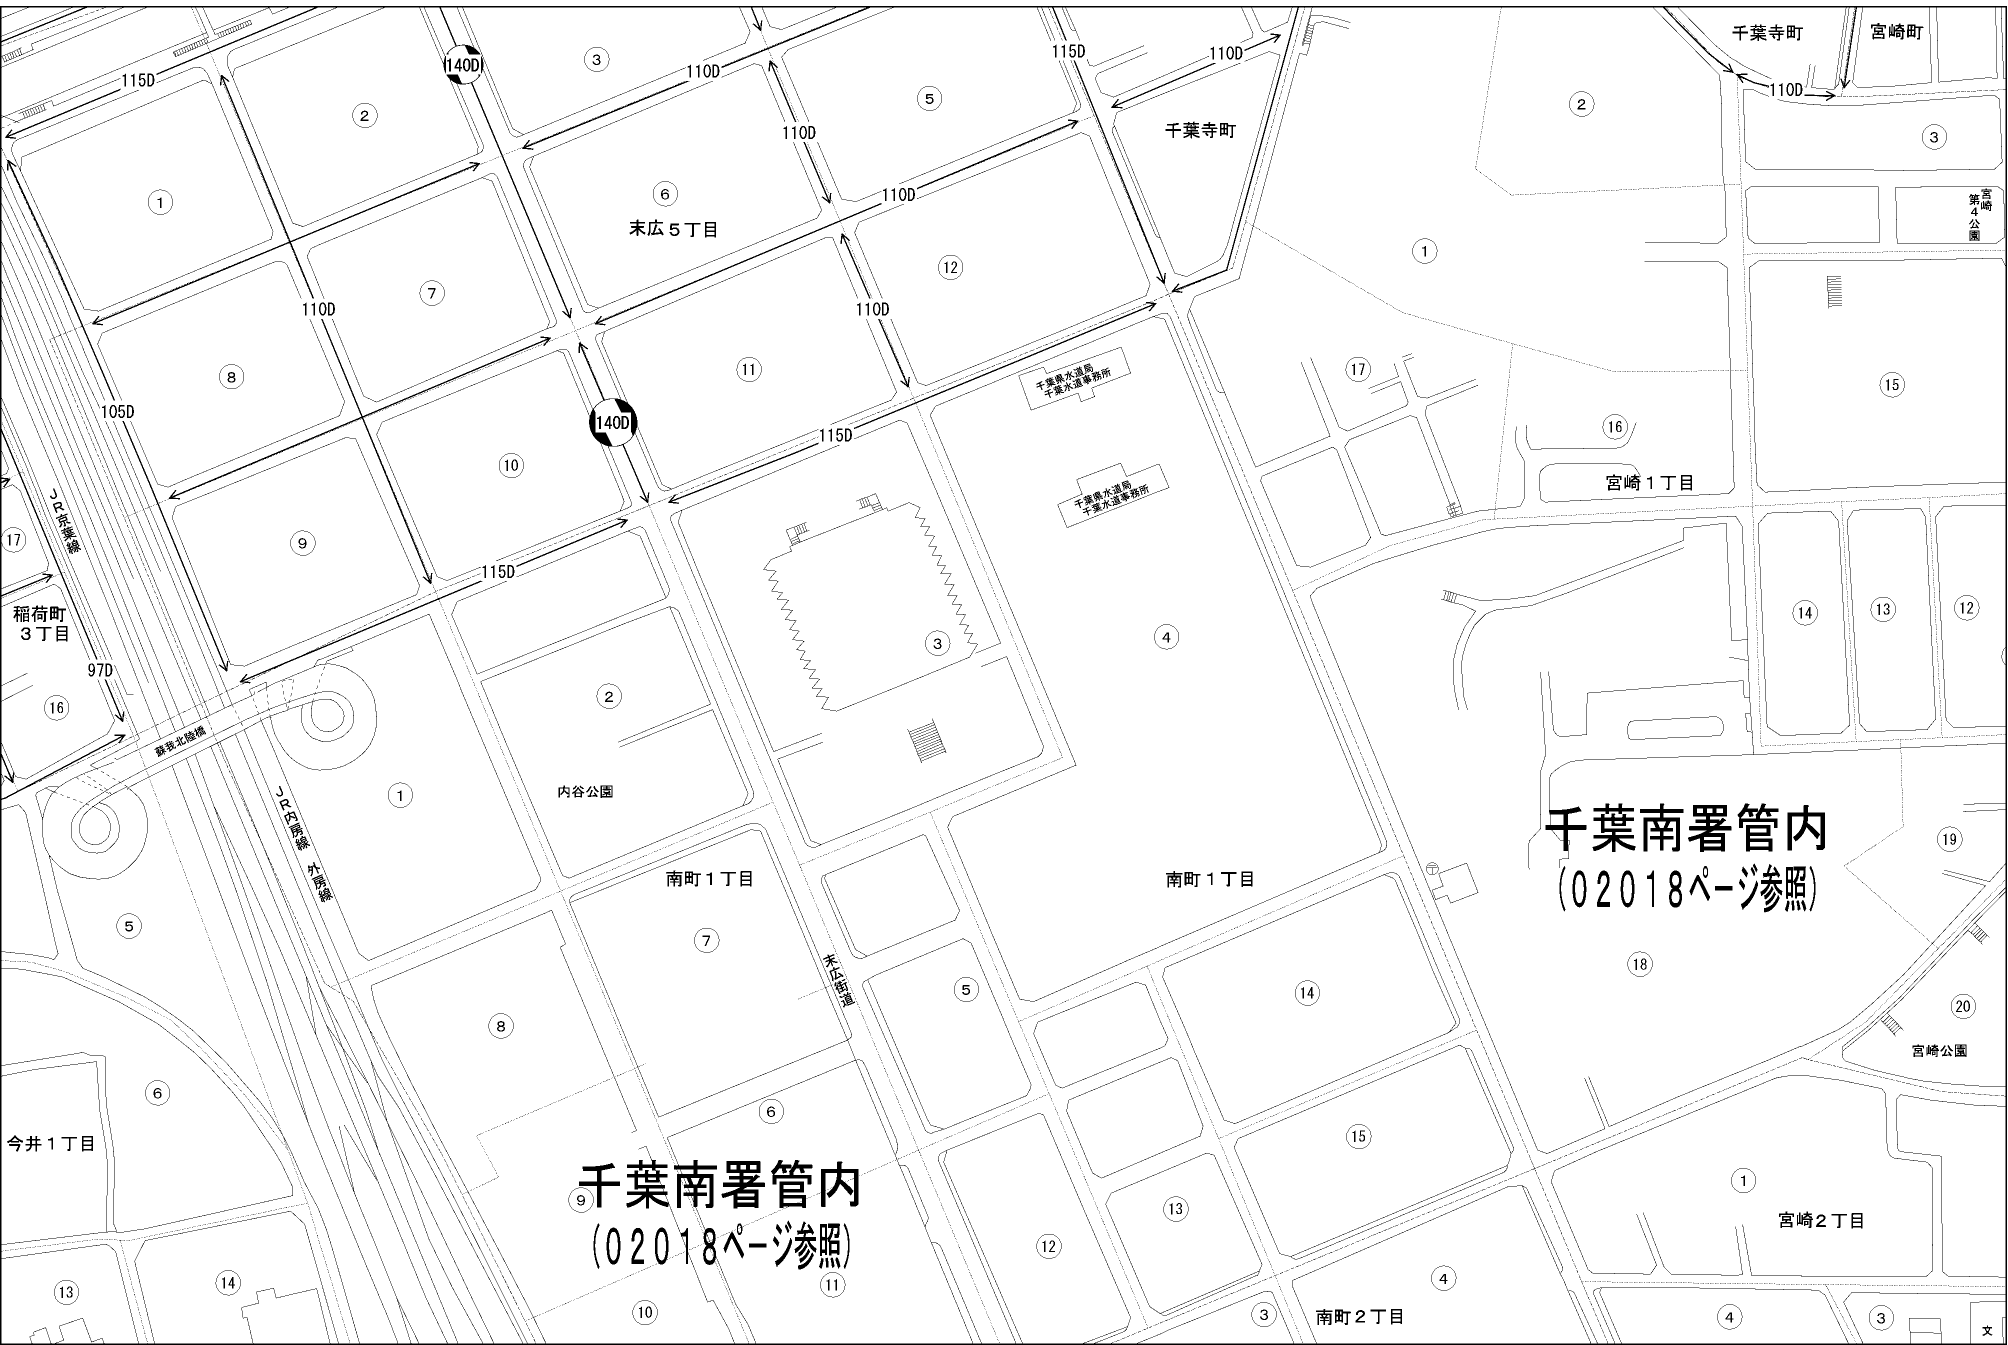 千葉寺町
宮崎町
115D
140D
③
110D
115D
110D
110D
②
⑤
②
③
①
110D
千葉寺町
⑥
末広5丁目
110D
宮崎
第4公園
⑦
110D
⑫
110D
①
⑧
⑪
千葉県水道局
千葉水道事務所
⑰
⑮
105D
140D
115D
⑯
⑩
宮崎1丁目
千葉県水道局
千葉水道事務所
JR京葉線
⑰
⑨
115D
稲荷町
3丁目
97D
③
④
⑭
⑬
⑫
⑯
②
蘇我北陸橋
①
内谷公園
JR内房線 外房線
南町1丁目
南町1丁目
千葉南署管内
(02018ページ参照)
⑲
⑤
⑦
末広街道
⑤
⑭
⑱
⑳
⑧
宮崎公園
⑥
⑥
今井1丁目
⑮
千葉南署管内
(02018ページ参照)
⑨
⑫
⑬
①
宮崎2丁目
⑬
⑭
⑪
⑩
④
③
南町2丁目
④
③
文